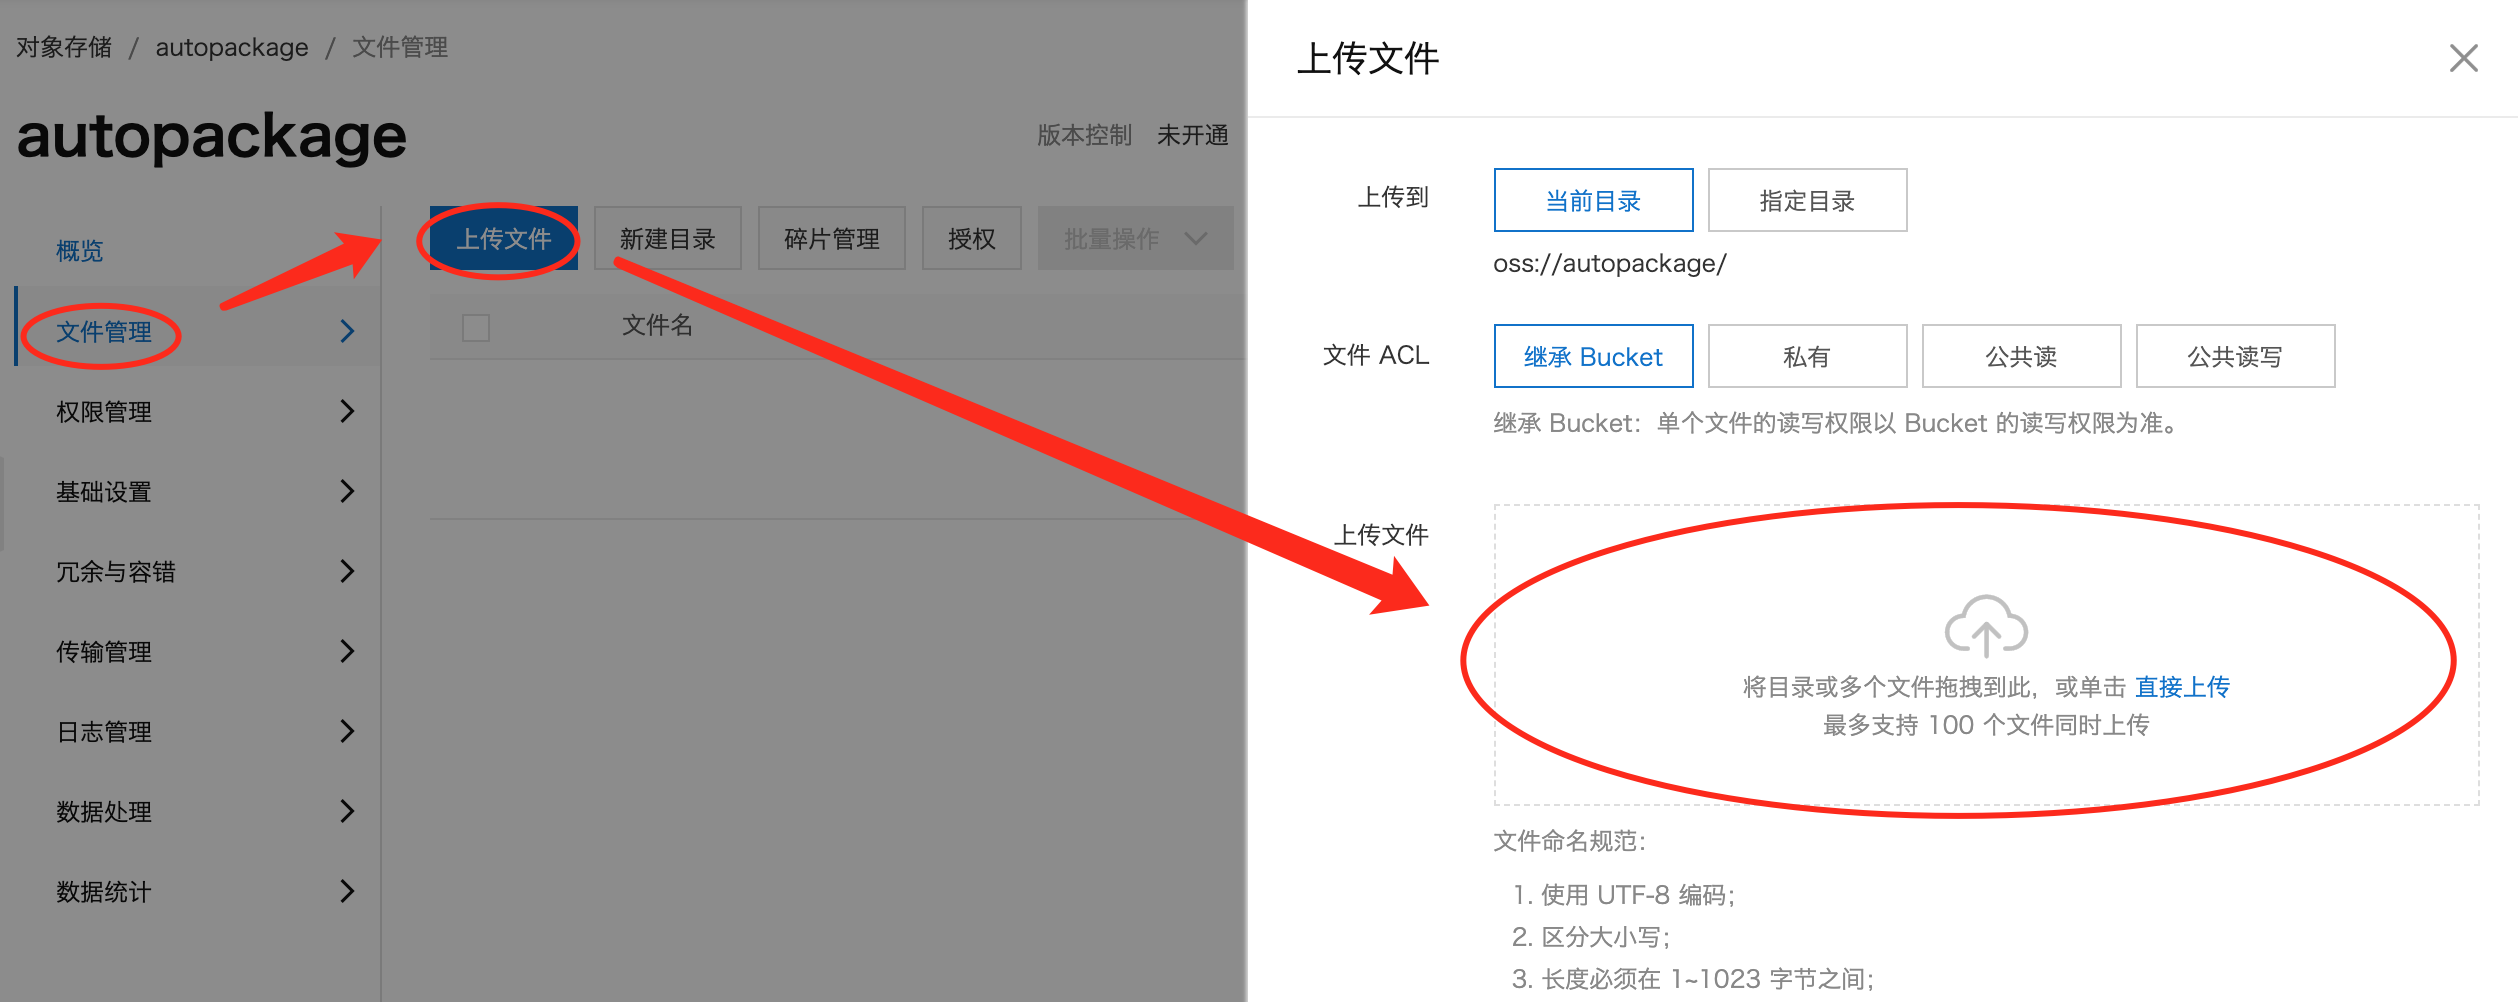 对象存储 / autopackage / 文件管理
autopackage
版本控制 未开通
概览
文件管理
权限管理
基础设置
冗余与容错
传输管理
日志管理
数据处理
数据统计
上传文件 新建目录 碎片管理 授权 批量操作
文件名
上传文件
上传到 当前目录 指定目录
oss://autopackage/
文件 ACL 继承 Bucket 私有 公共读 公共读写
继承 Bucket：单个文件的读写权限以 Bucket 的读写权限为准。
上传文件
将目录或多个文件拖拽到此，或单击 直接上传
最多支持 100 个文件同时上传
文件命名规范：
1. 使用 UTF-8 编码；
2. 区分大小写；
3. 长度必须在 1~1023 字节之间；